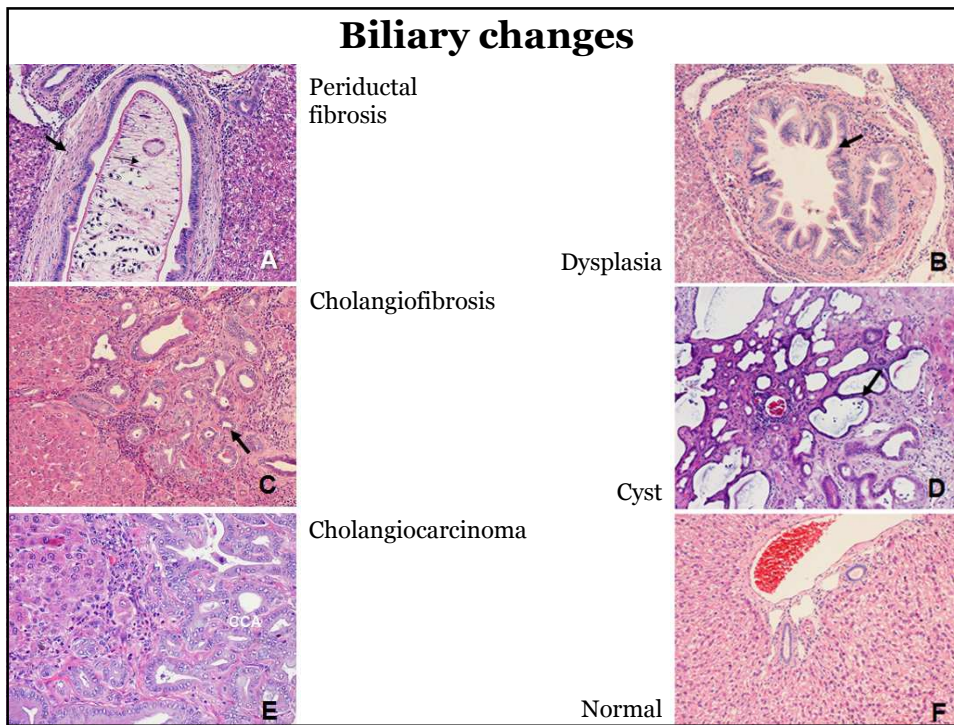 Biliary changes
Periductal
fibrosis
A
Dysplasia
B
Cholangiofibrosis
C
Cyst
D
Cholangiocarcinoma
CCA
E
Normal
F